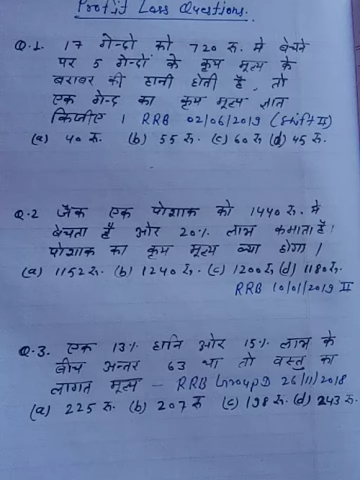 Profit Loss Questions.
Q.1. 17 गेन्दो को 720 रु. मे बेचने
पर 5 गेन्दों के क्रय मूल्य के
बराबर की हानी होती है, तो
एक गेन्द का क्रय मूल्य ज्ञात
किजीए। RRB 02/06/2019 (Shift II)
(a) 40 रु. (b) 55 रु. (c) 60 रु (d) 45 रु.
Q.2 जैक एक पोशाक को 1440 रु. में
बेचता है और 20% लाभ कमाता है।
पोशाक का क्रय मूल्य क्या होगा।
(a) 1152 रु. (b) 1240 रु. (c) 1200 रु (d) 1180 रु.
RRB 10/01/2019 II
Q.3. एक 13% हानि और 15% लाभ के
बीच अन्तर 63 था तो वस्तु का
लागत मूल्य - RRB Group D 26/11/2018
(a) 225 रु. (b) 207 रु (c) 198 रु. (d) 243 रु.